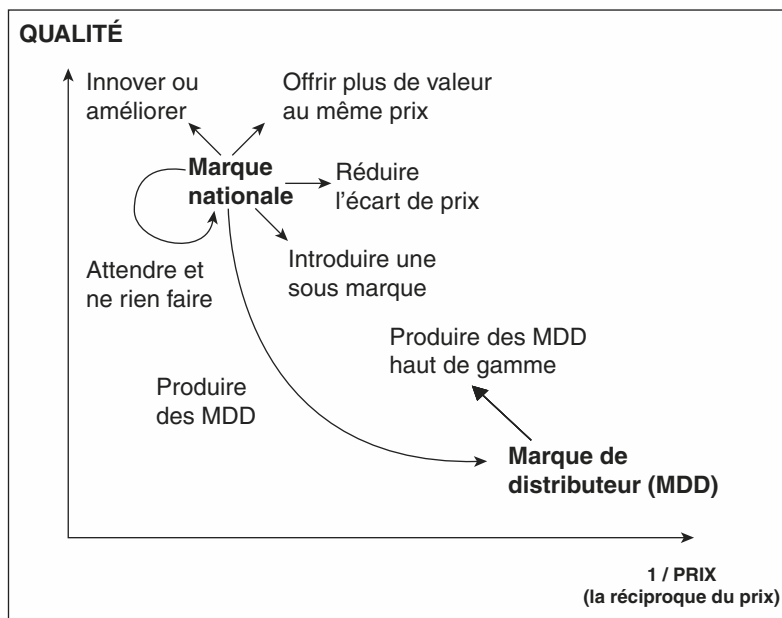 QUALITÉ
Innover ou
améliorer
Offrir plus de valeur
au même prix
Marque
nationale
Réduire
l'écart de prix
Attendre et
ne rien faire
Introduire une
sous marque
Produire des MDD
haut de gamme
Produire
des MDD
Marque de
distributeur (MDD)
1 / PRIX
(la réciproque du prix)